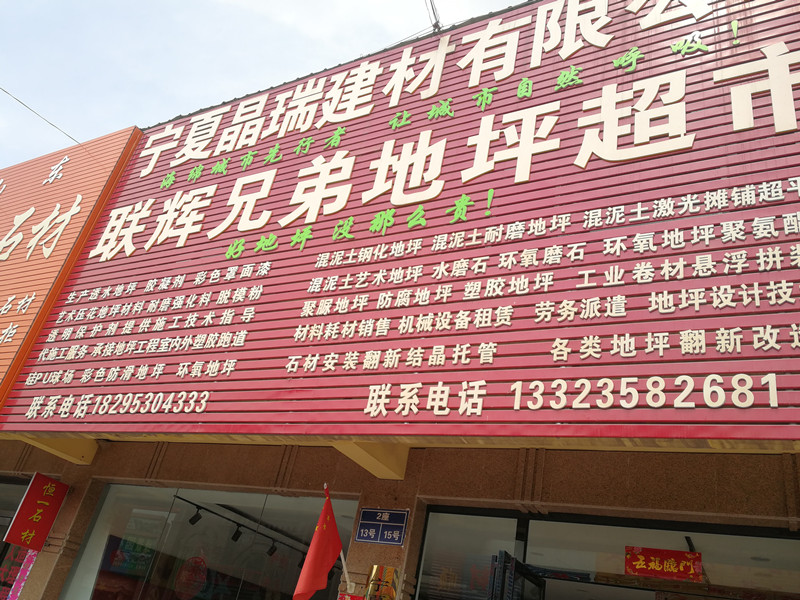 宁夏晶瑞建材有限公
海绵城市先行者 让城市自然呼吸！
联辉兄弟地坪超市
好地坪没那么贵！
生产透水地坪 胶凝剂 彩色罩面漆
艺术压花地坪材料 耐磨强化料 脱模粉
透明保护剂提供施工技术指导
代施工服务 承接地坪工程室内外塑胶跑道
硅PU球场 彩色防滑地坪 环氧地坪
联系电话18295304333
混泥土钢化地坪 混泥土耐磨地坪 混泥土激光摊铺超平
混泥土艺术地坪 水磨石 环氧磨石 环氧地坪聚氨酯
聚脲地坪 防腐地坪 塑胶地坪 工业卷材悬浮拼装
材料耗材销售 机械设备租赁 劳务派遣 地坪设计技
石材安装翻新结晶托管 各类地坪翻新改造
联系电话 13323582681
东
石材
石材
柜
恒一石材
2座
13号 15号
五福临门